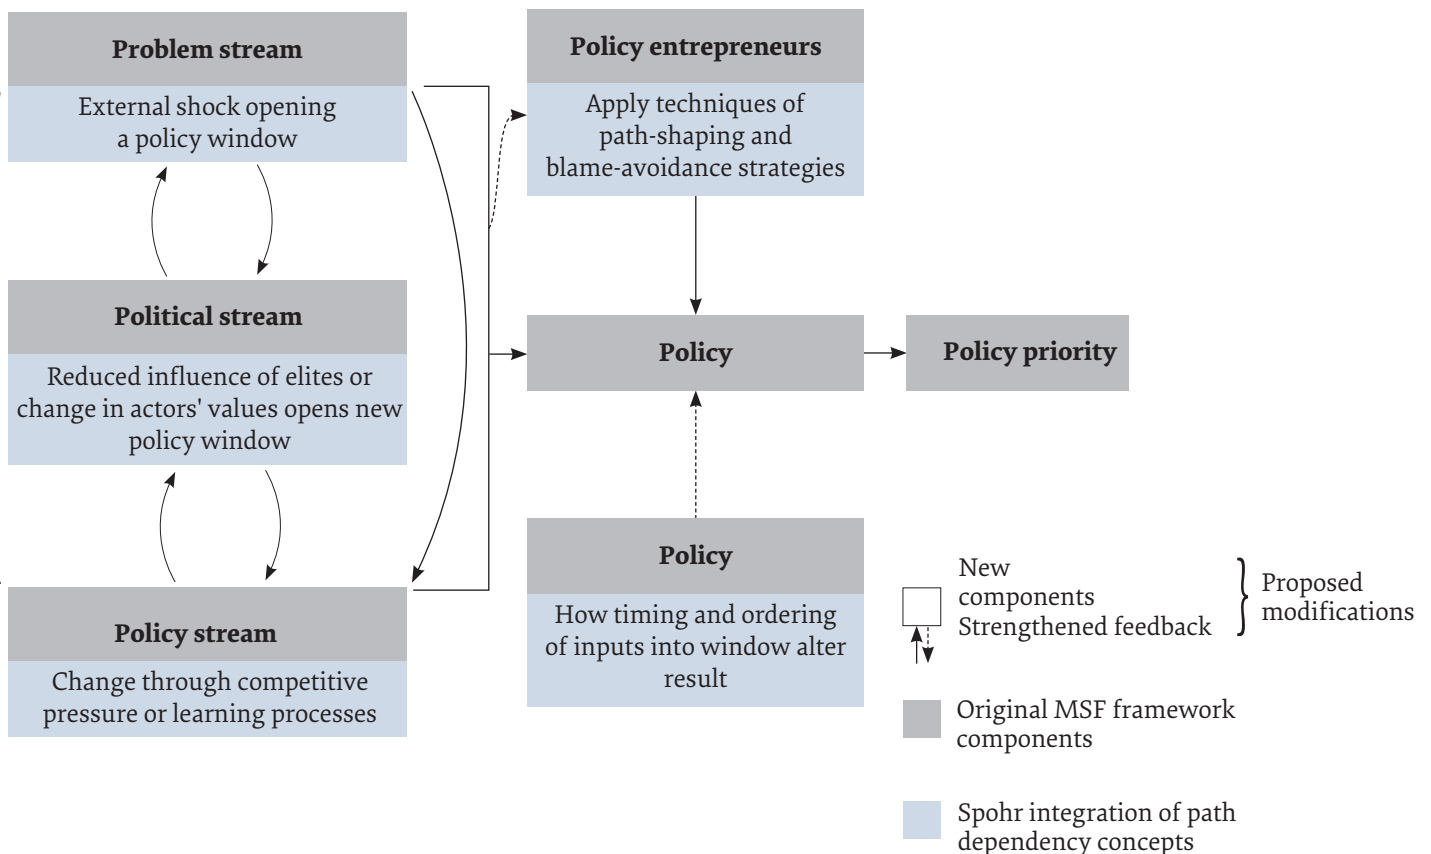 Problem stream
External shock opening
a policy window
Political stream
Reduced influence of elites or
change in actors' values opens new
policy window
Policy stream
Change through competitive
pressure or learning processes
Policy entrepreneurs
Apply techniques of
path-shaping and
blame-avoidance strategies
Policy
Policy priority
Policy
How timing and ordering
of inputs into window alter
result
New
components
Strengthened feedback
} Proposed
modifications
Original MSF framework
components
Spohr integration of path
dependency concepts